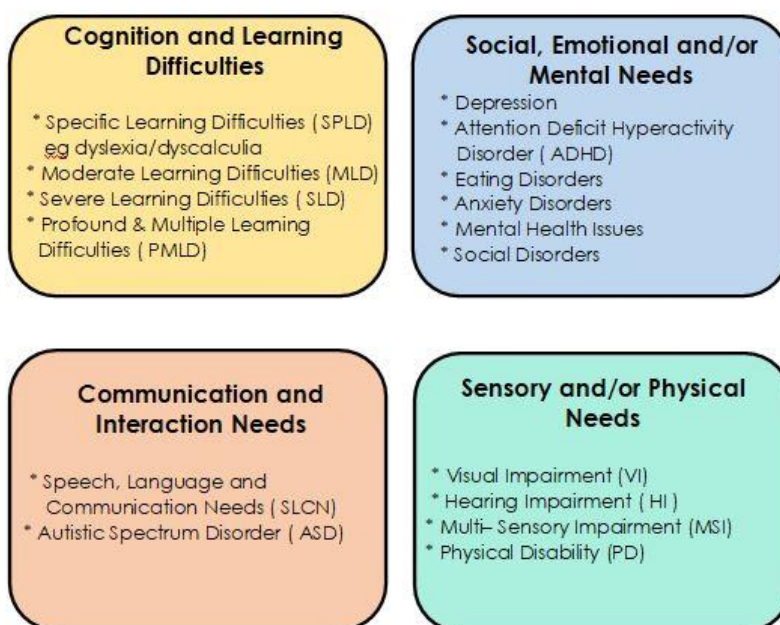 Cognition and Learning
Difficulties
* Specific Learning Difficulties ( SPLD)
eg dyslexia/dyscalculia
* Moderate Learning Difficulties (MLD)
* Severe Learning Difficulties ( SLD)
* Profound & Multiple Learning
Difficulties ( PMLD)
Social, Emotional and/or
Mental Needs
* Depression
* Attention Deficit Hyperactivity
Disorder ( ADHD)
* Eating Disorders
* Anxiety Disorders
* Mental Health Issues
* Social Disorders
Communication and
Interaction Needs
* Speech, Language and
Communication Needs ( SLCN)
* Autistic Spectrum Disorder ( ASD)
Sensory and/or Physical
Needs
* Visual Impairment (VI)
* Hearing Impairment ( HI )
* Multi– Sensory Impairment (MSI)
* Physical Disability (PD)